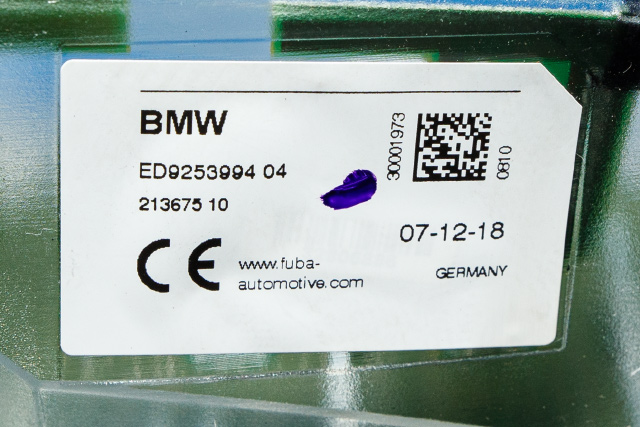 BMW
ED9253994 04
213675 10
30001973
0810
07-12-18
CE
www.fuba-
automotive.com
GERMANY